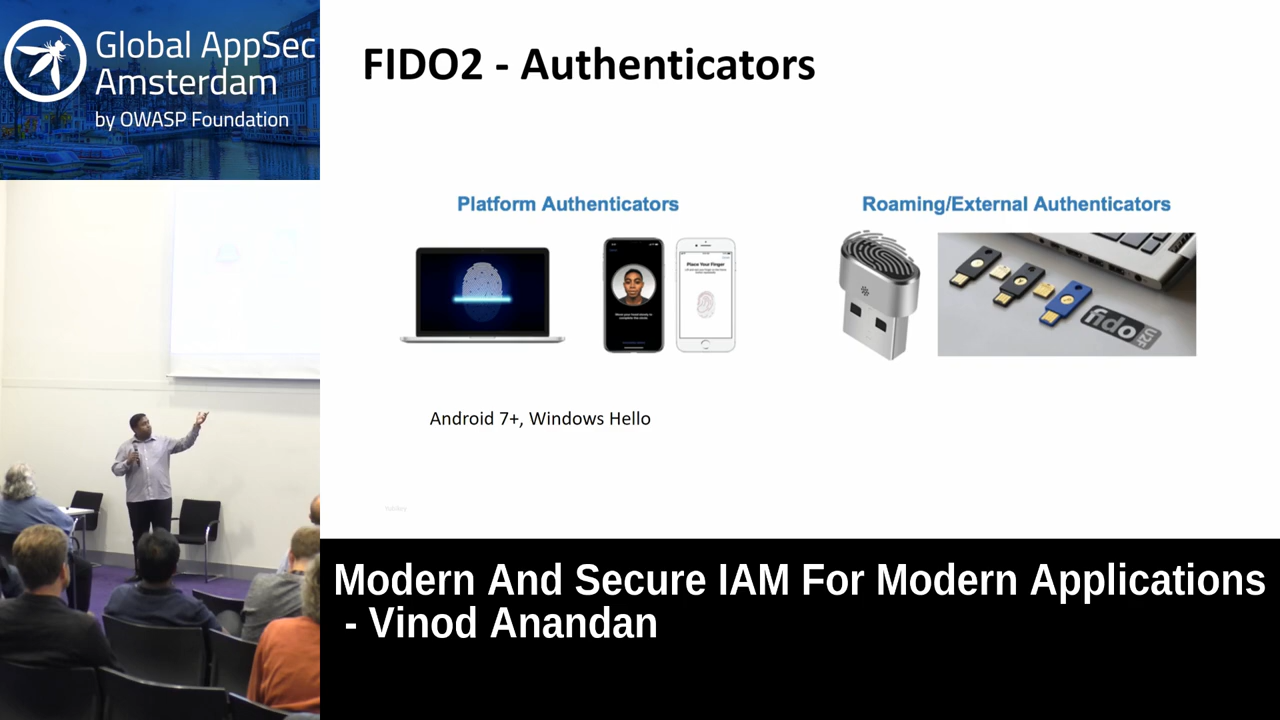 Global AppSec
Amsterdam
by OWASP Foundation
FIDO2 - Authenticators
Platform Authenticators
Roaming/External Authenticators
Place Your Finger
fido
U2F
Android 7+, Windows Hello
Modern And Secure IAM For Modern Applications
- Vinod Anandan